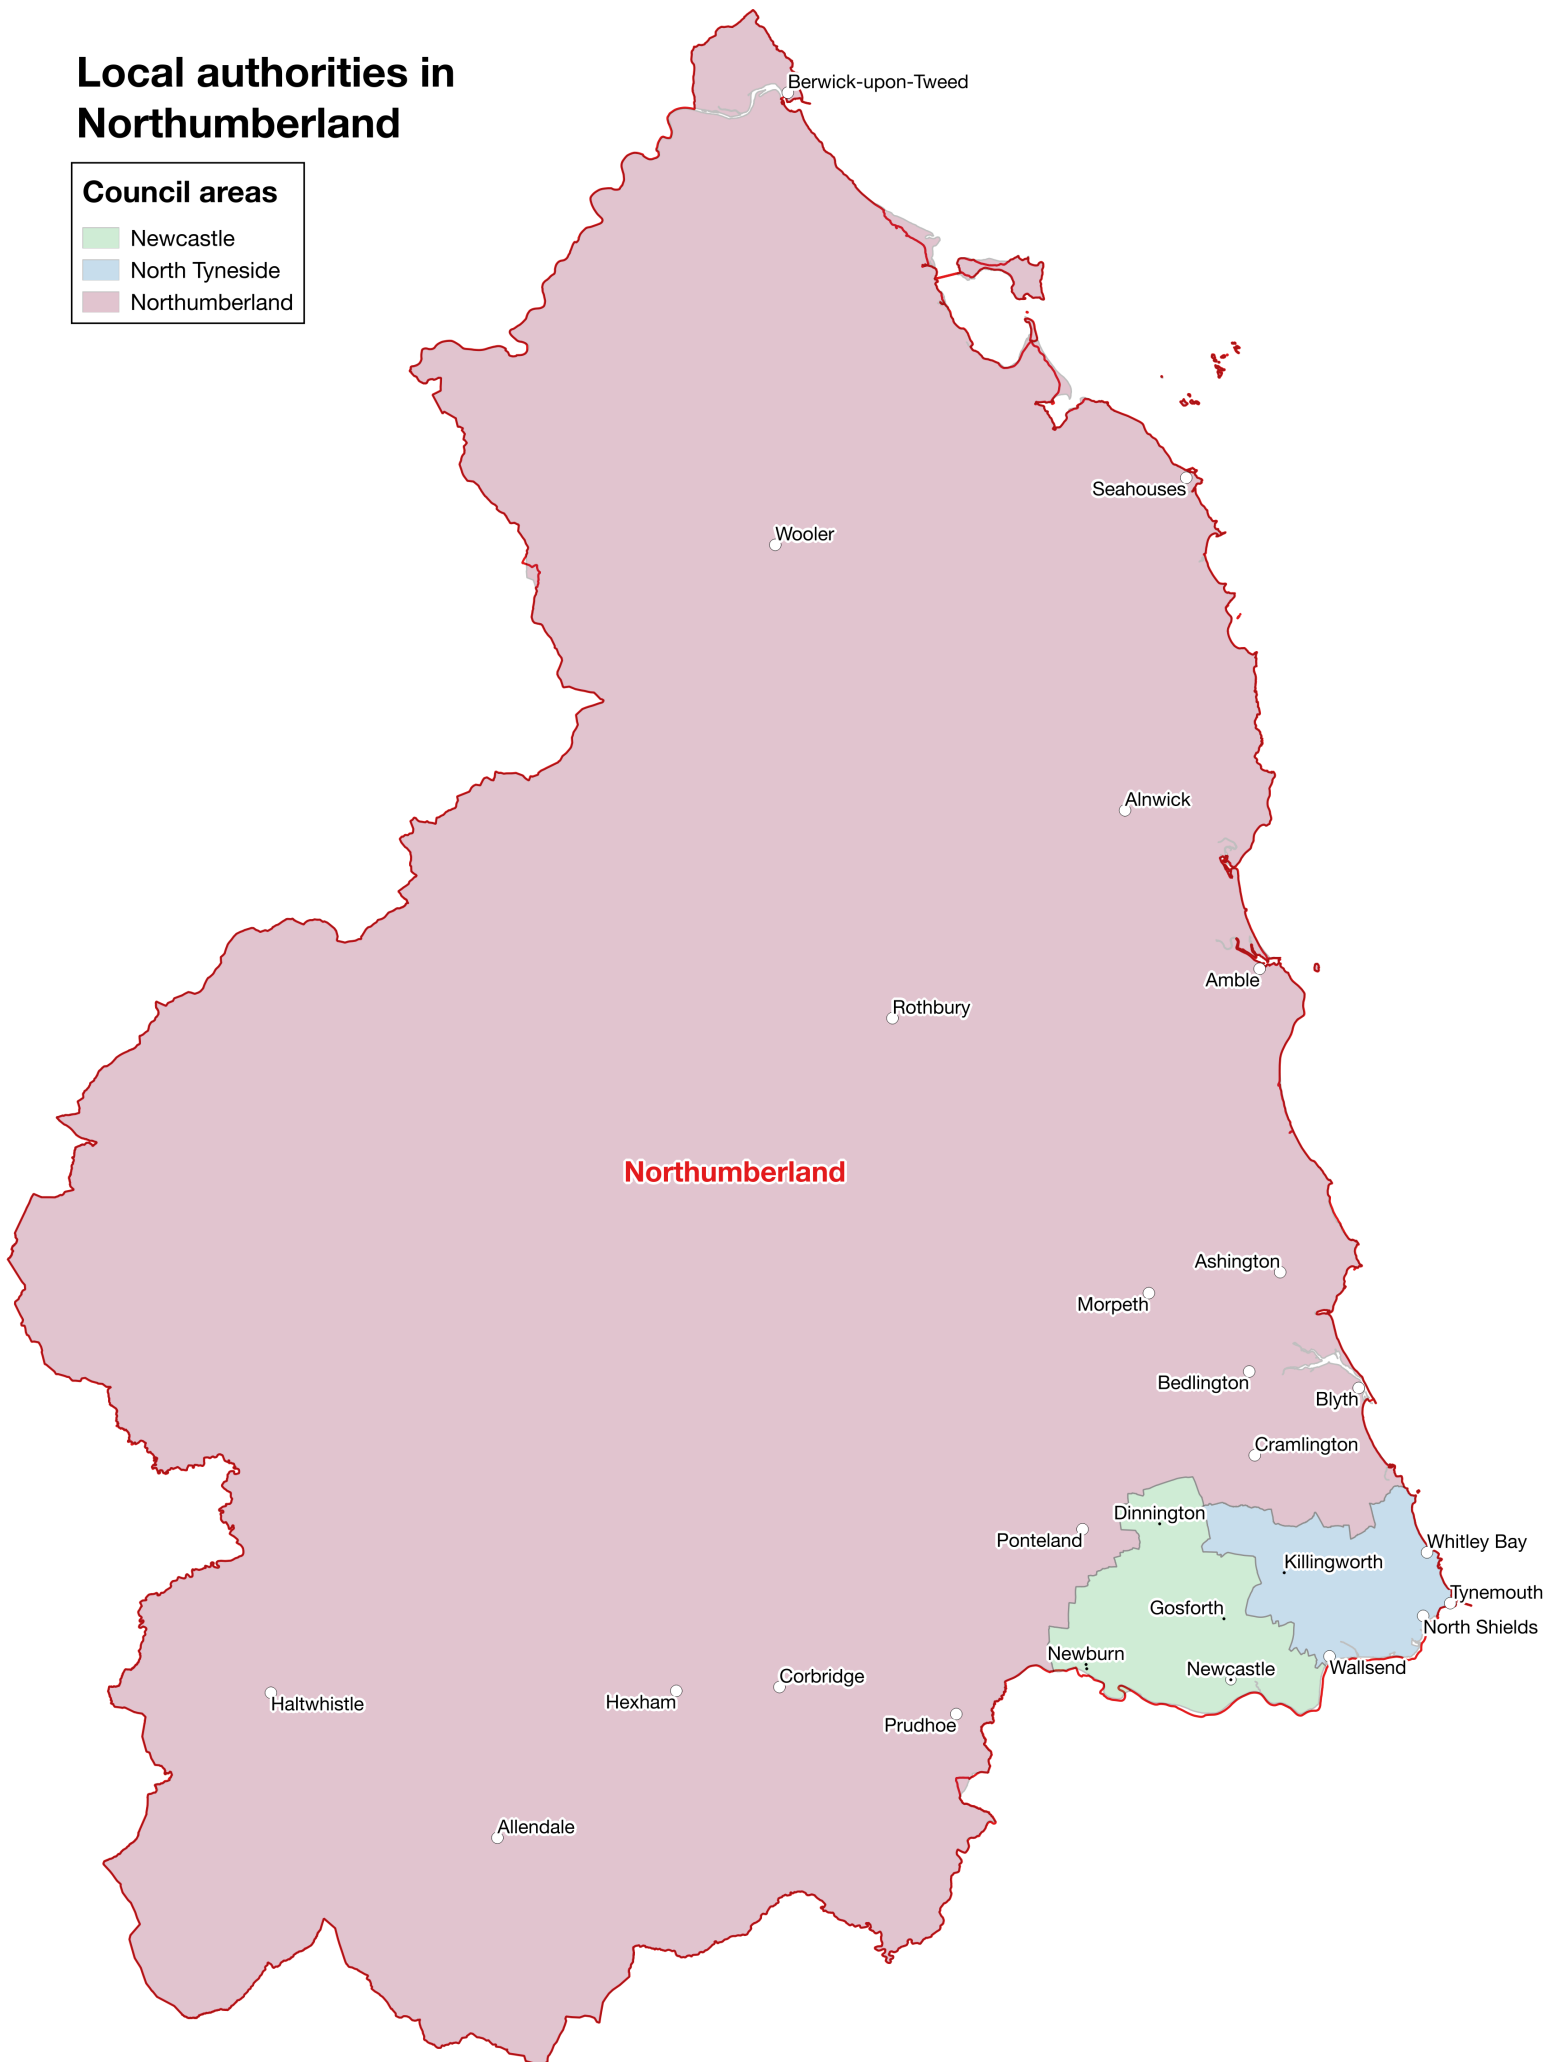 Local authorities in
Northumberland
Council areas
Newcastle
North Tyneside
Northumberland
Berwick-upon-Tweed
Seahouses
Wooler
Alnwick
Amble
Rothbury
Northumberland
Ashington
Morpeth
Bedlington
Blyth
Cramlington
Dinnington
Ponteland
Whitley Bay
Killingworth
Tynemouth
Gosforth
North Shields
Newburn
Newcastle
Wallsend
Corbridge
Hexham
Haltwhistle
Prudhoe
Allendale